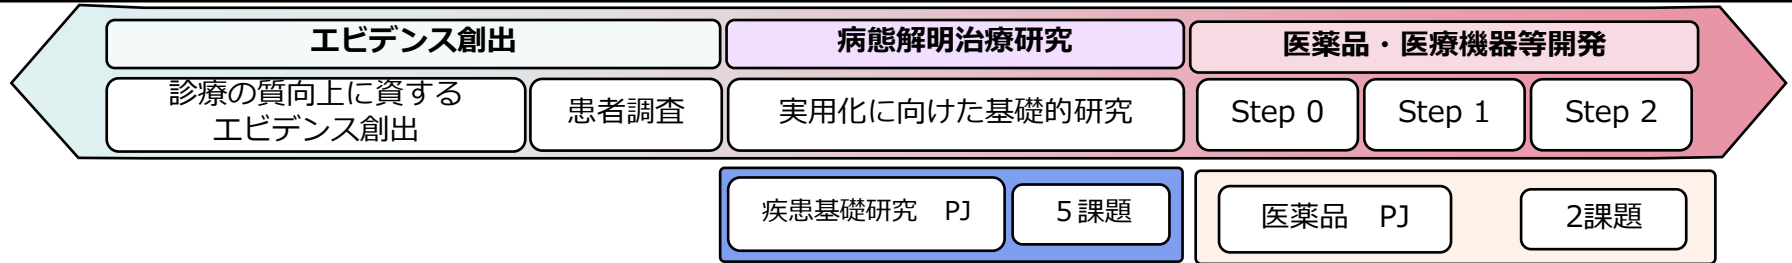 エビデンス創出
病態解明治療研究
医薬品・医療機器等開発
診療の質向上に資する
エビデンス創出
患者調査
実用化に向けた基礎的研究
Step 0
Step 1
Step 2
疾患基礎研究　PJ
５課題
医薬品　PJ
2課題